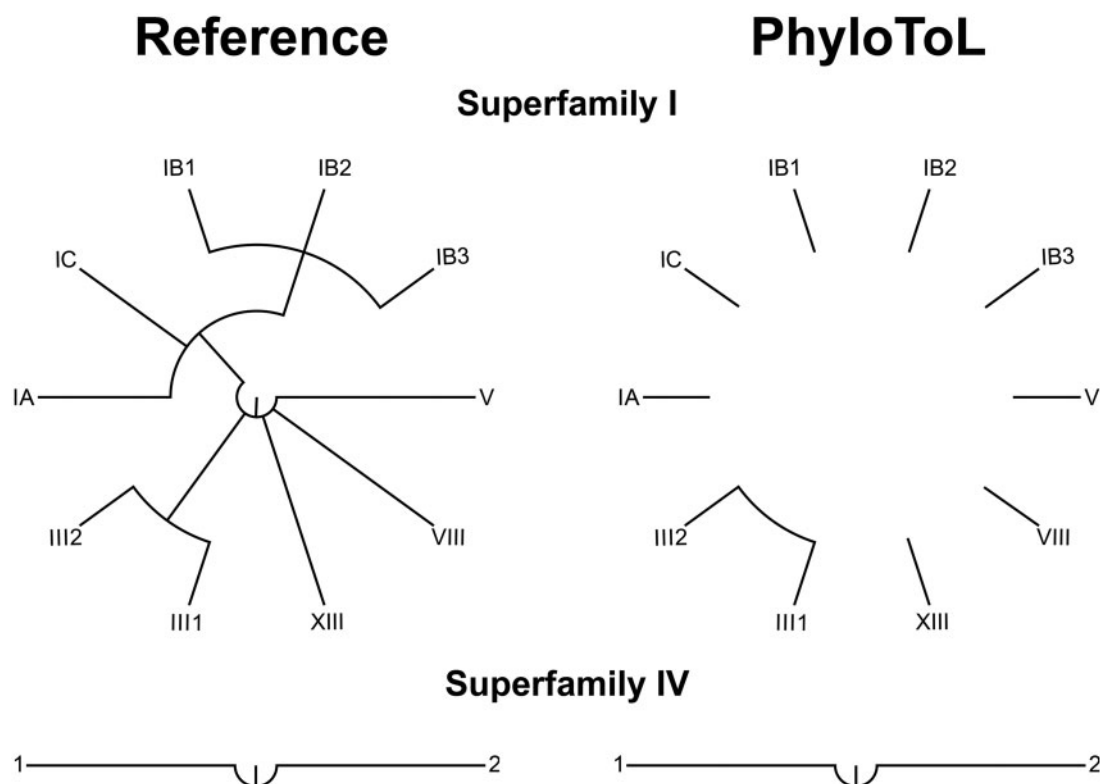 Reference PhyloToL
Superfamily I
IB1 IB2 IB1 IB2
IC IB3 IC IB3
IA V IA V
III2 VIII III2 VIII
III1 XIII III1 XIII
Superfamily IV
1 2 1 2